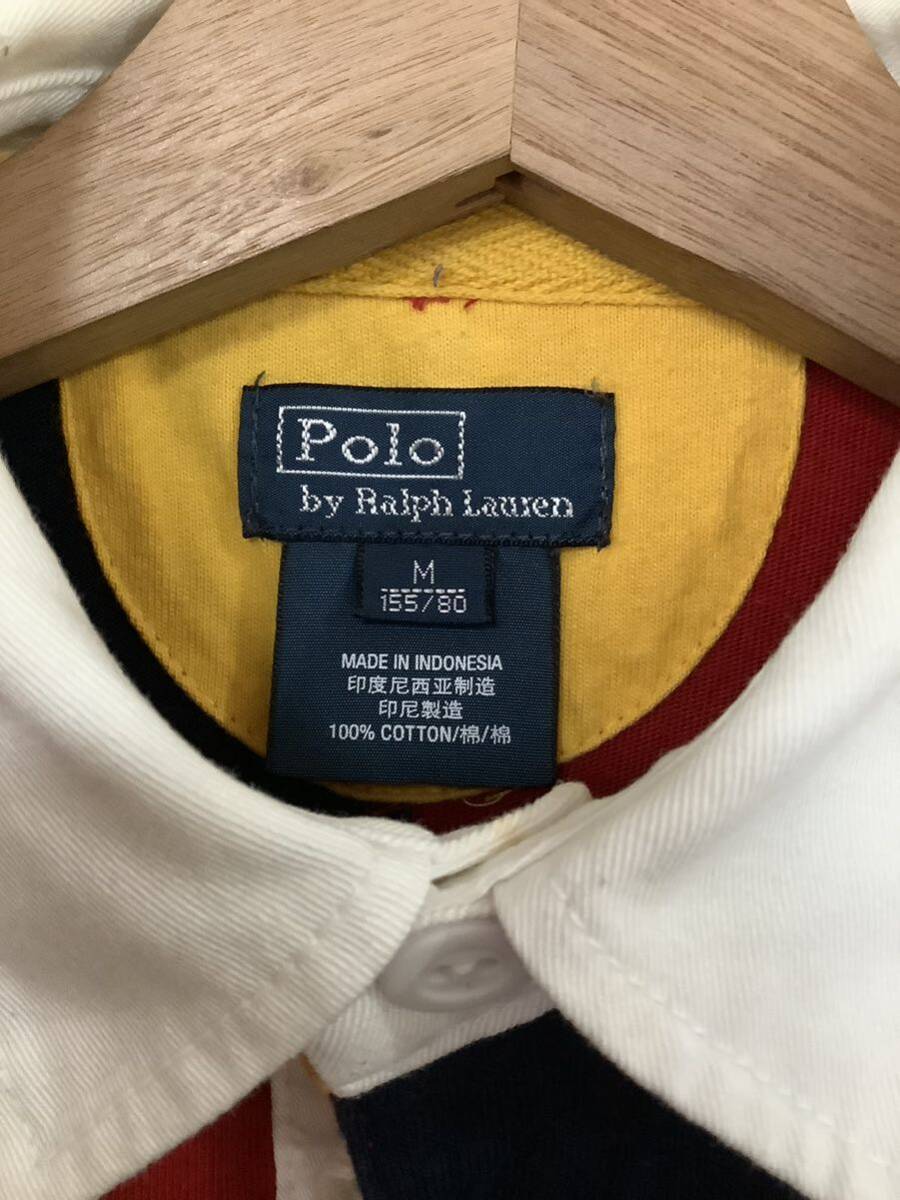 Polo
by Ralph Lauren
M
155/80
MADE IN INDONESIA
印度尼西亚制造
印尼製造
100% COTTON/棉/棉